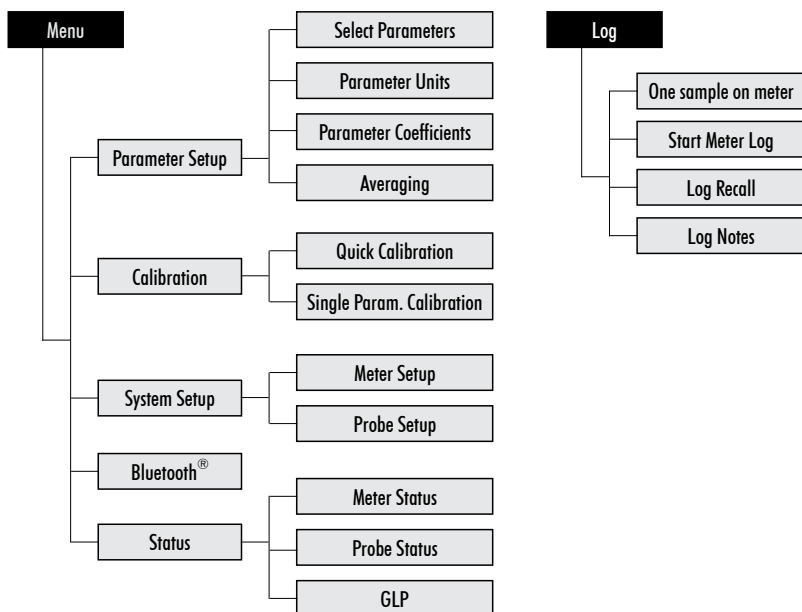 Menu
Parameter Setup
Select Parameters
Parameter Units
Parameter Coefficients
Averaging
Calibration
Quick Calibration
Single Param. Calibration
System Setup
Meter Setup
Probe Setup
Bluetooth®
Status
Meter Status
Probe Status
GLP
Log
One sample on meter
Start Meter Log
Log Recall
Log Notes